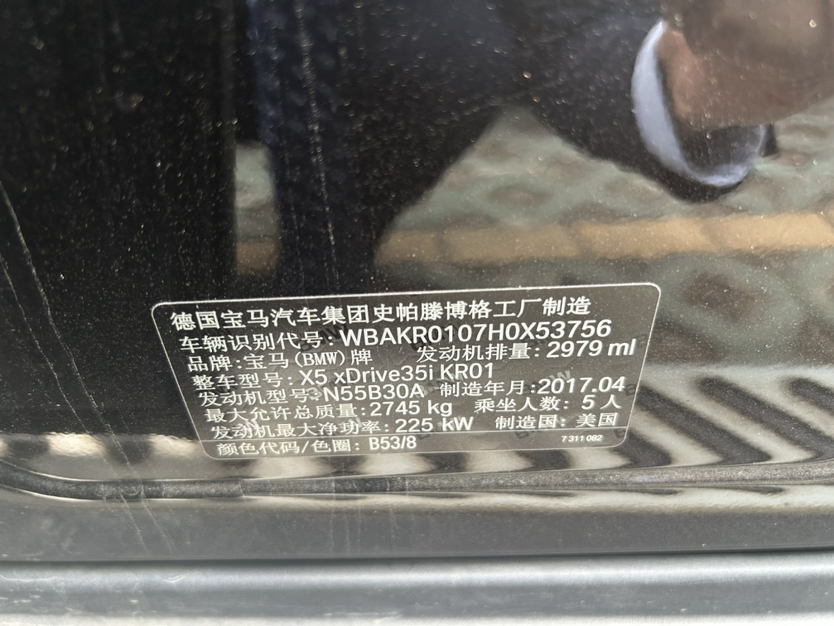 德国宝马汽车集团史帕滕博格工厂制造
车辆识别代号:WBAKR0107H0X53756
品牌:宝马(BMW)牌 发动机排量:2979 ml
整车型号:X5 xDrive35i KR01
发动机型号:N55B30A 制造年月:2017.04
最大允许总质量:2745 kg 乘坐人数:5人
发动机最大净功率:225 kW 制造国:美国
颜色代码/色圈:B53/8 7311082